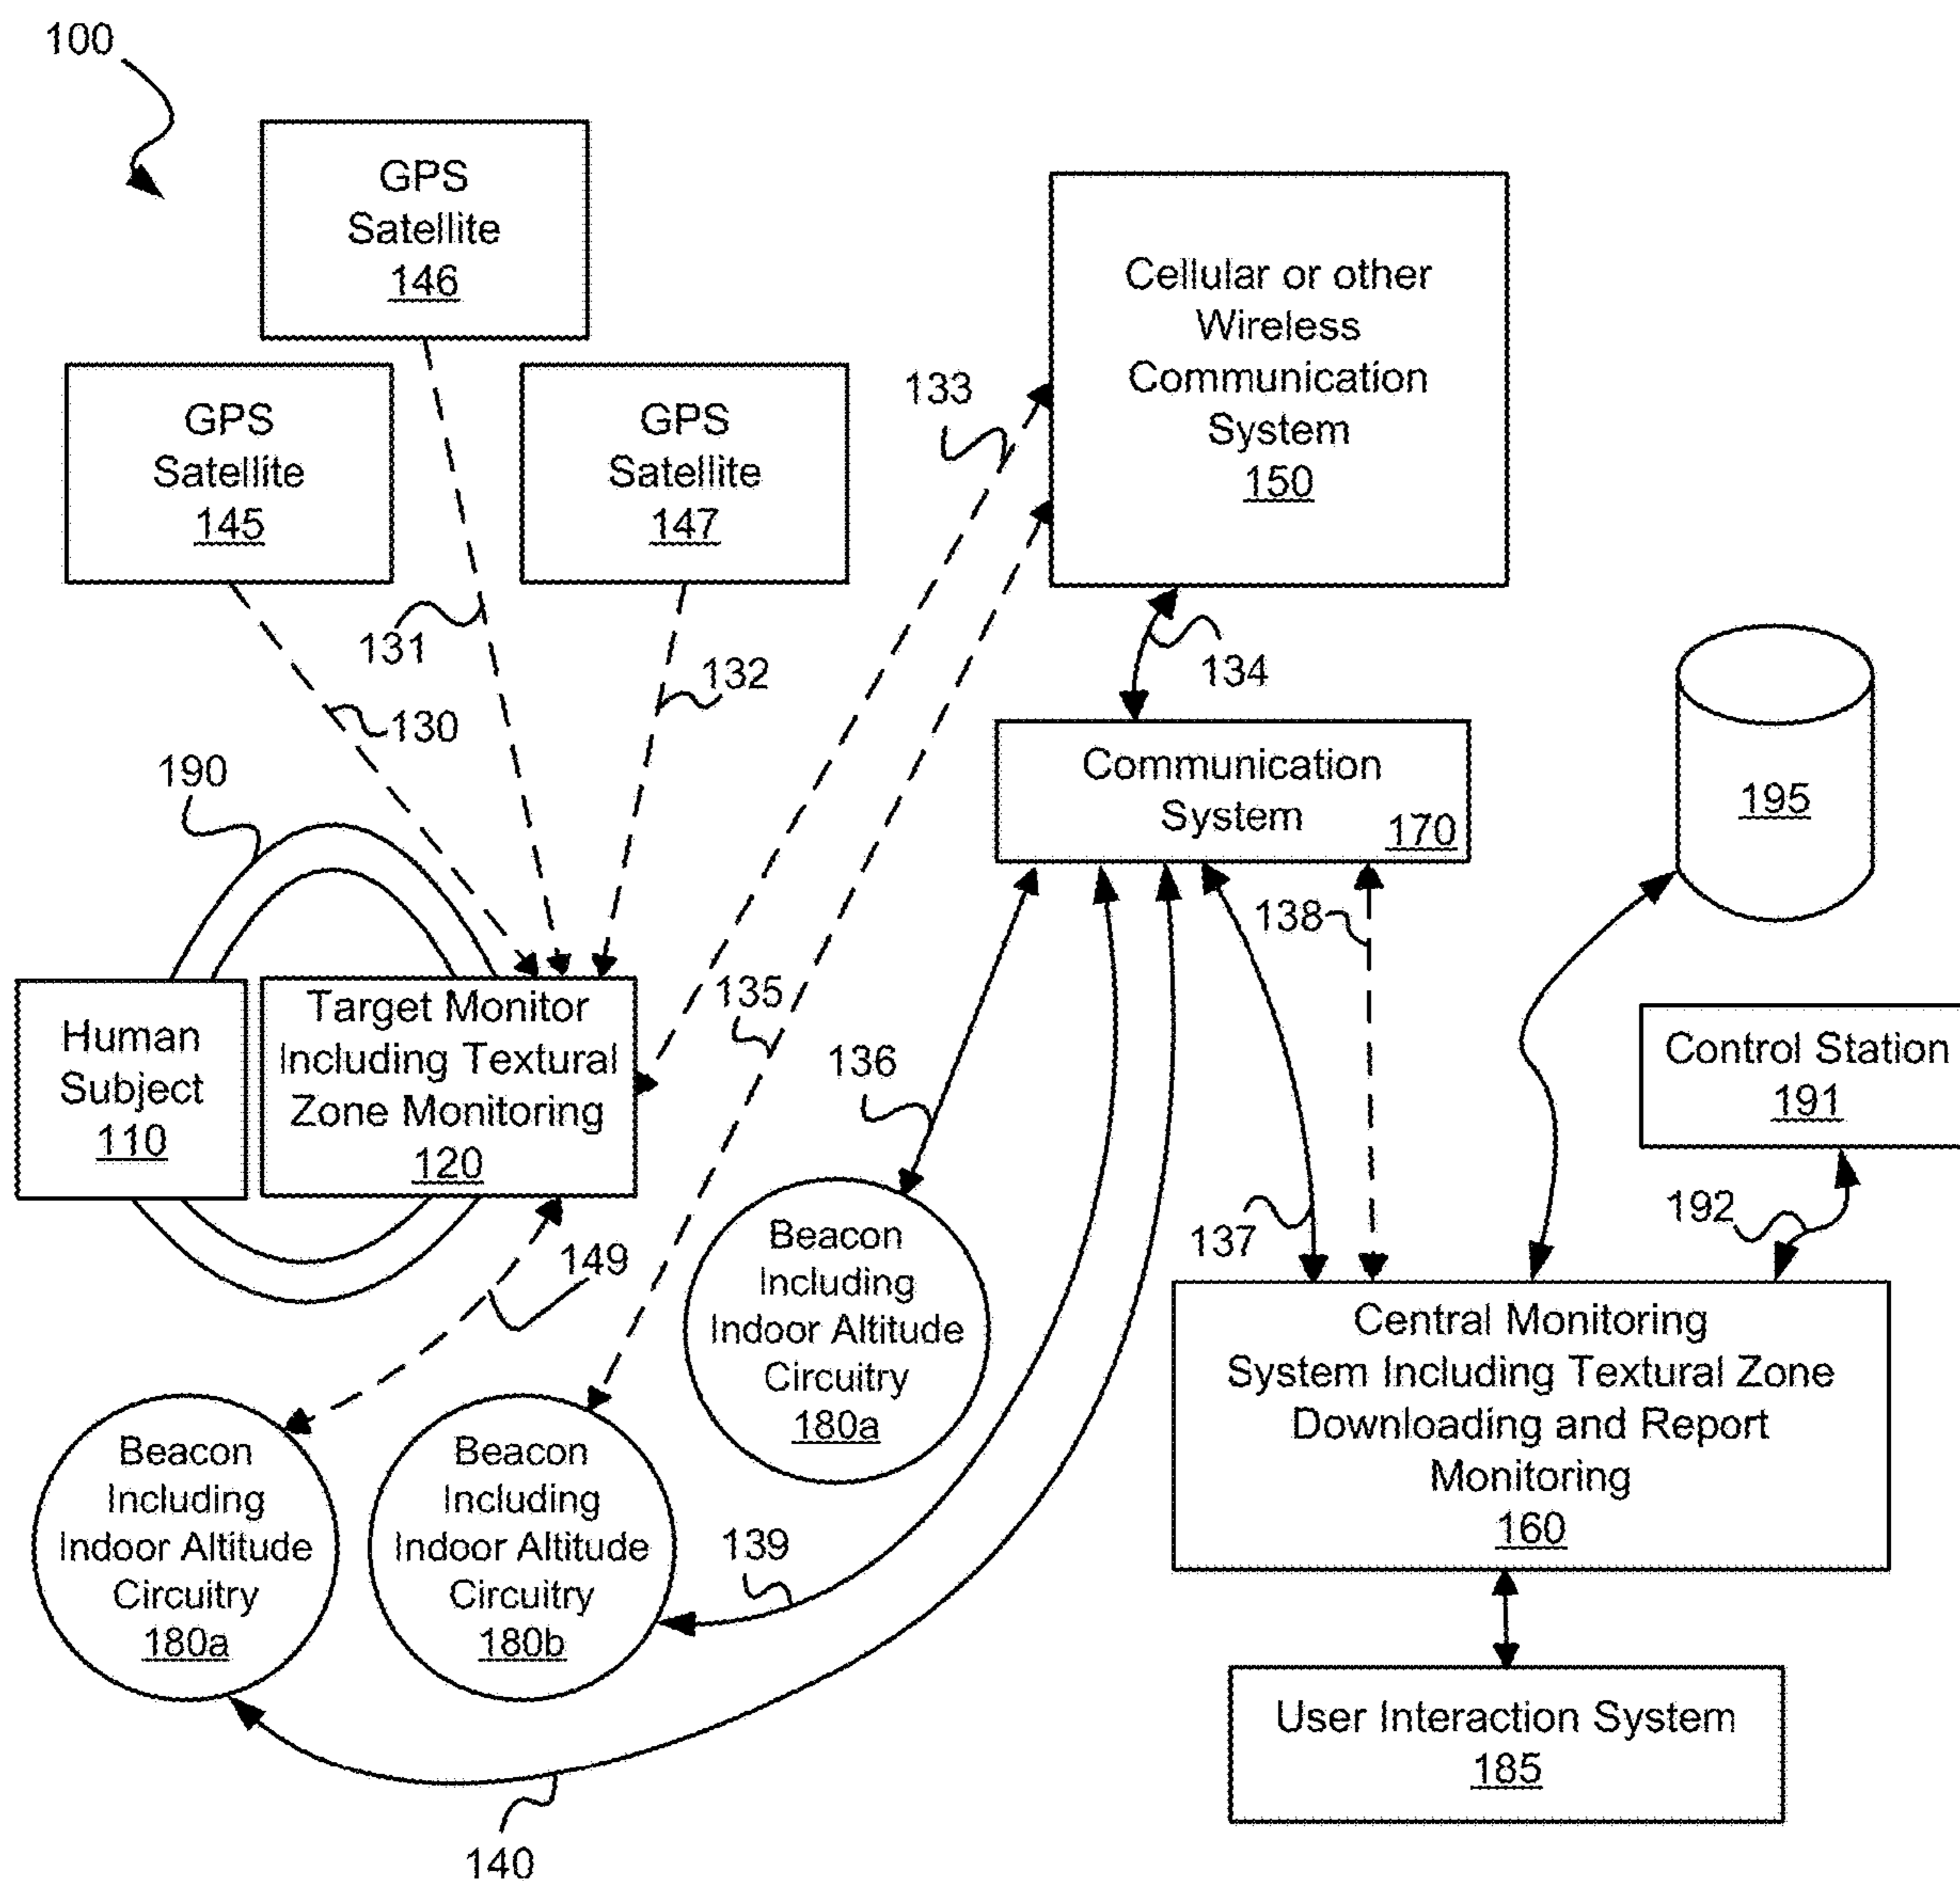 100
GPS
Satellite
146
GPS
Satellite
145
GPS
Satellite
147
Cellular or other
Wireless
Communication
System
150
133
131
132
130
134
190
Communication
System
170
195
138
Human
Subject
110
Target Monitor
Including Textural
Zone Monitoring
120
135
136
Control Station
191
192
137
149
Beacon
Including
Indoor Altitude
Circuitry
180a
Central Monitoring
System Including Textural Zone
Downloading and Report
Monitoring
160
Beacon
Including
Indoor Altitude
Circuitry
180a
Beacon
Including
Indoor Altitude
Circuitry
180b
139
User Interaction System
185
140